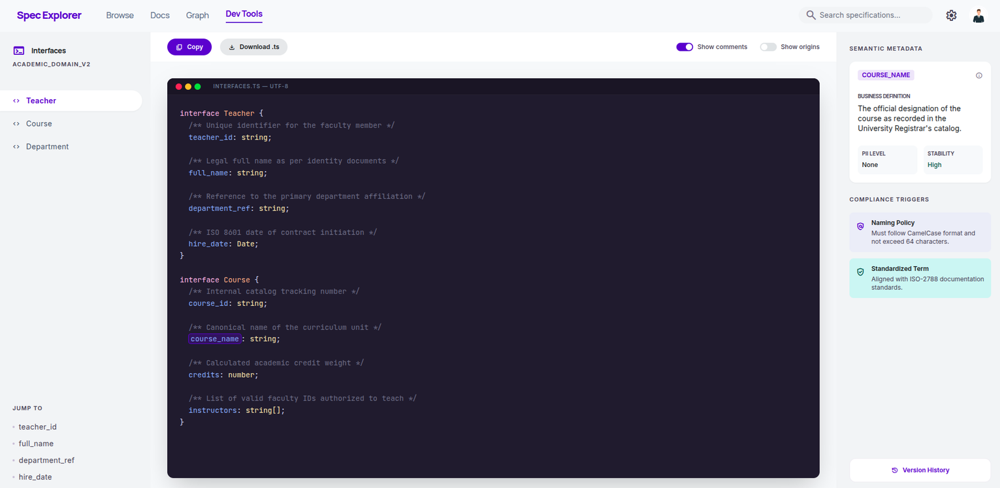 Spec Explorer
Browse
Docs
Graph
Dev Tools
Search specifications...
Interfaces
ACADEMIC_DOMAIN_V2
Teacher
Course
Department
JUMP TO
teacher_id
full_name
department_ref
hire_date
Copy
Download .ts
Show comments
Show origins
INTERFACES.TS — UTF-8
interface Teacher {
/** Unique identifier for the faculty member */
teacher_id: string;
/** Legal full name as per identity documents */
full_name: string;
/** Reference to the primary department affiliation */
department_ref: string;
/** ISO 8601 date of contract initiation */
hire_date: Date;
}
interface Course {
/** Internal catalog tracking number */
course_id: string;
/** Canonical name of the curriculum unit */
course_name: string;
/** Calculated academic credit weight */
credits: number;
/** List of valid faculty IDs authorized to teach */
instructors: string[];
}
SEMANTIC METADATA
COURSE_NAME
BUSINESS DEFINITION
The official designation of the
course as recorded in the
University Registrar's catalog.
PII LEVEL
None
STABILITY
High
COMPLIANCE TRIGGERS
Naming Policy
Must follow CamelCase format and
not exceed 64 characters.
Standardized Term
Aligned with ISO-2788 documentation
standards.
Version History